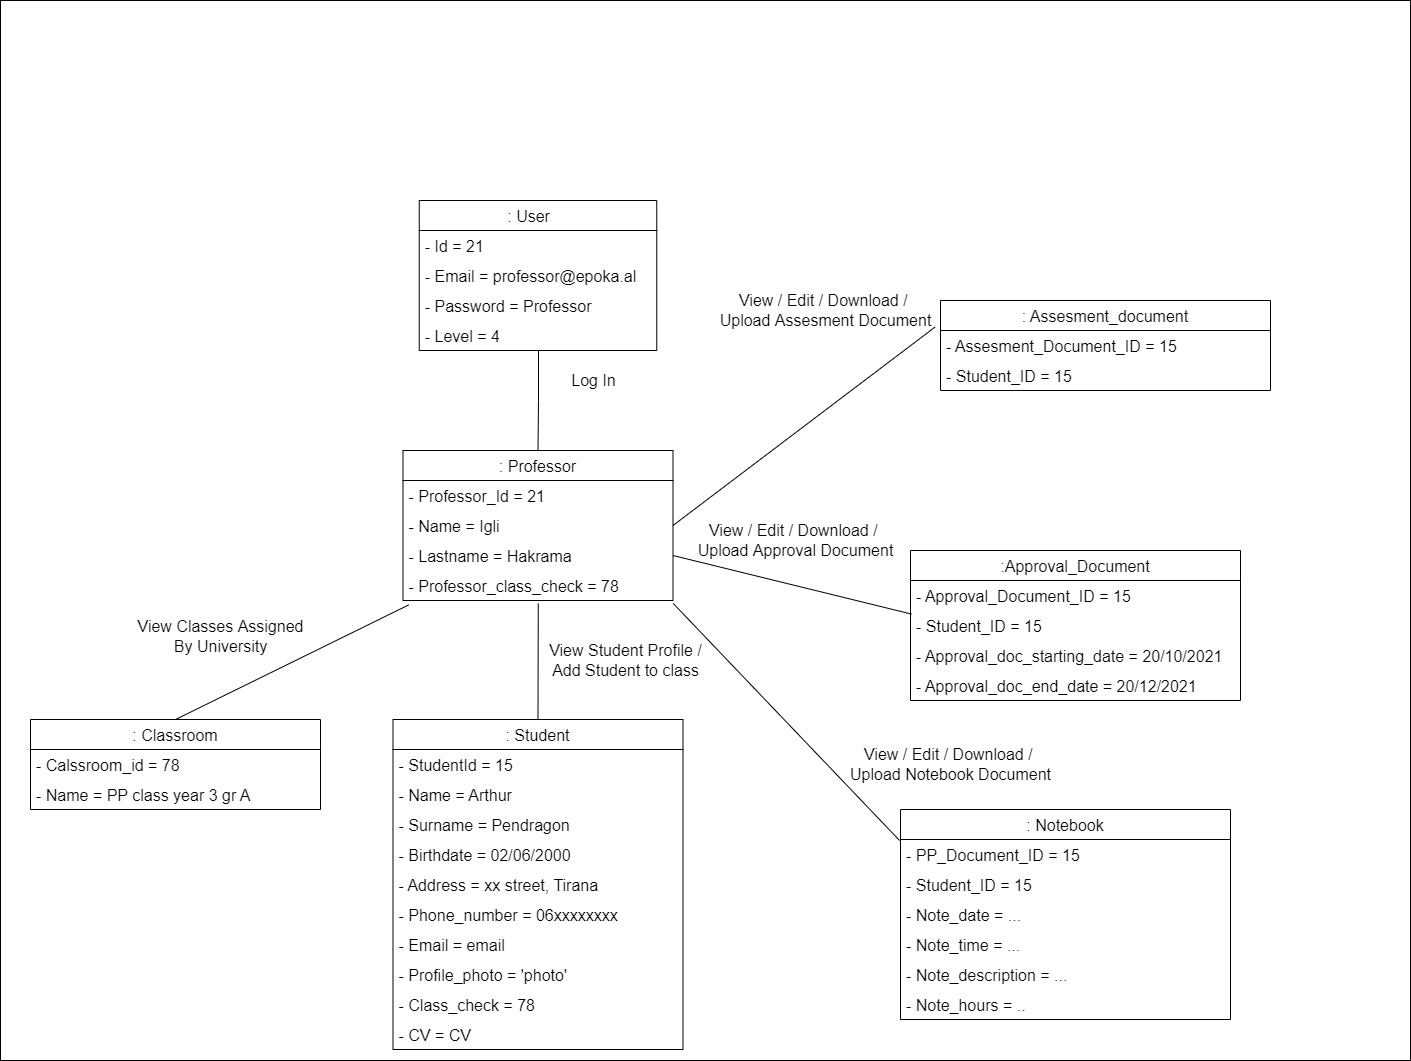 : User
- Id = 21
- Email = professor@epoka.al
- Password = Professor
- Level = 4
Log In
View / Edit / Download /
Upload Assesment Document
: Assesment_document
- Assesment_Document_ID = 15
- Student_ID = 15
: Professor
- Professor_Id = 21
- Name = Igli
- Lastname = Hakrama
- Professor_class_check = 78
View / Edit / Download /
Upload Approval Document
:Approval_Document
- Approval_Document_ID = 15
- Student_ID = 15
- Approval_doc_starting_date = 20/10/2021
- Approval_doc_end_date = 20/12/2021
View Classes Assigned
By University
View Student Profile /
Add Student to class
: Classroom
- Calssroom_id = 78
- Name = PP class year 3 gr A
: Student
- StudentId = 15
- Name = Arthur
- Surname = Pendragon
- Birthdate = 02/06/2000
- Address = xx street, Tirana
- Phone_number = 06xxxxxxxx
- Email = email
- Profile_photo = 'photo'
- Class_check = 78
- CV = CV
View / Edit / Download /
Upload Notebook Document
: Notebook
- PP_Document_ID = 15
- Student_ID = 15
- Note_date = ...
- Note_time = ...
- Note_description = ...
- Note_hours = ..